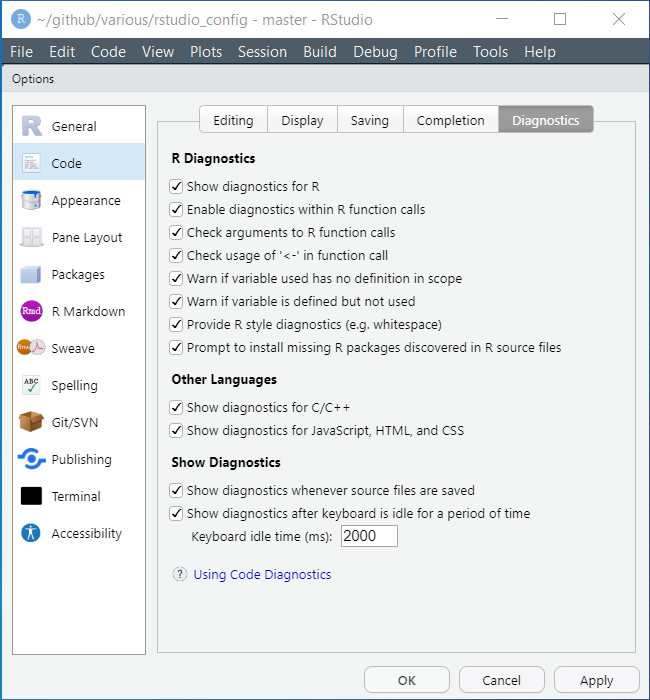 R ~/github/various/rstudio_config - master - RStudio
File Edit Code View Plots Session Build Debug Profile Tools Help
Options
R General
Code
Appearance
Pane Layout
Packages
Rmd R Markdown
Sweave
ABC Spelling
Git/SVN
Publishing
Terminal
Accessibility
Editing Display Saving Completion Diagnostics
R Diagnostics
Show diagnostics for R
Enable diagnostics within R function calls
Check arguments to R function calls
Check usage of '<-' in function call
Warn if variable used has no definition in scope
Warn if variable is defined but not used
Provide R style diagnostics (e.g. whitespace)
Prompt to install missing R packages discovered in R source files
Other Languages
Show diagnostics for C/C++
Show diagnostics for JavaScript, HTML, and CSS
Show Diagnostics
Show diagnostics whenever source files are saved
Show diagnostics after keyboard is idle for a period of time
Keyboard idle time (ms): 2000
? Using Code Diagnostics
OK Cancel Apply